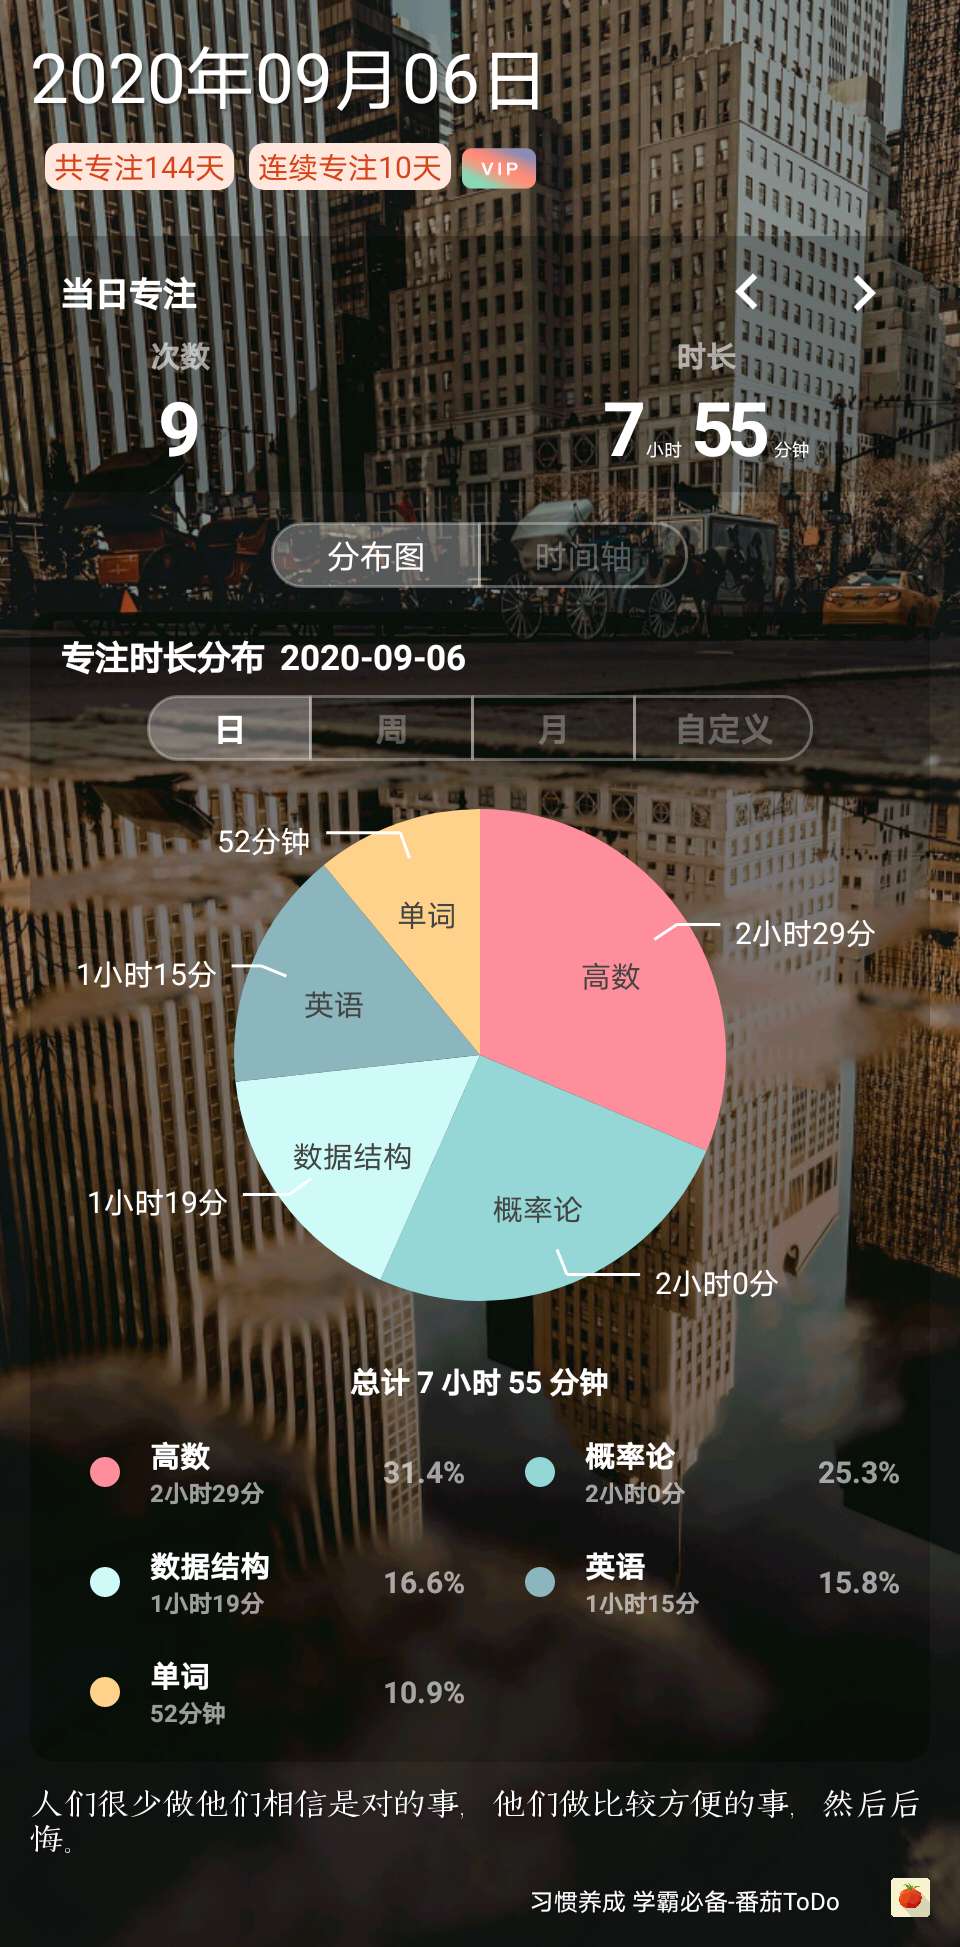 2020年09月06日
共专注144天 连续专注10天 VIP
当日专注
次数 时长
9 7小时55分钟
分布图 时间轴
专注时长分布 2020-09-06
日 周 月 自定义
52分钟
单词
2小时29分
高数
1小时15分
英语
数据结构
1小时19分
概率论
2小时0分
总计 7 小时 55 分钟
高数 31.4%
2小时29分
概率论 25.3%
2小时0分
数据结构 16.6%
1小时19分
英语 15.8%
1小时15分
单词 10.9%
52分钟
人们很少做他们相信是对的事，他们做比较方便的事，然后后
悔。
习惯养成 学霸必备-番茄ToDo